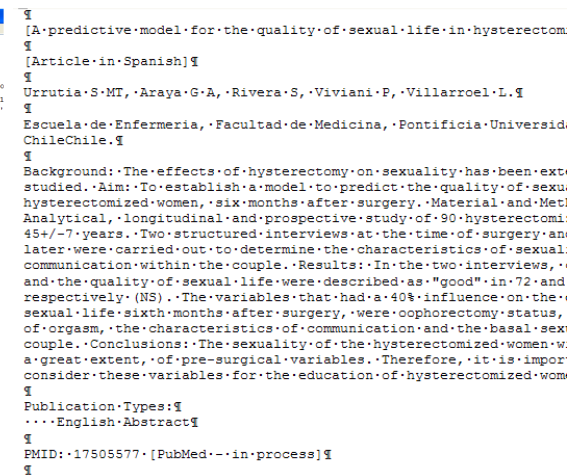 [A predictive model for the quality of sexual life in hysterectomi
[Article in Spanish]
Urrutia S MT, Araya G A, Rivera S, Viviani P, Villarroel L.
Escuela de Enfermeria, Facultad de Medicina, Pontificia Universida
ChileChile.
Background: The effects of hysterectomy on sexuality has been exte
studied. Aim: To establish a model to predict the quality of sexua
hysterectomized women, six months after surgery. Material and Meth
Analytical, longitudinal and prospective study of 90 hysterectomi
45+/-7 years. Two structured interviews at the time of surgery and
later were carried out to determine the characteristics of sexuali
communication within the couple. Results: In the two interviews,
and the quality of sexual life were described as "good" in 72 and
respectively (NS). The variables that had a 40% influence on the
sexual life sixth months after surgery, were oophorectomy status,
of orgasm, the characteristics of communication and the basal sexu
couple. Conclusions: The sexuality of the hysterectomized women wi
a great extent, of pre-surgical variables. Therefore, it is import
consider these variables for the education of hysterectomized wome
Publication Types:
English Abstract
PMID: 17505577 [PubMed - in process]